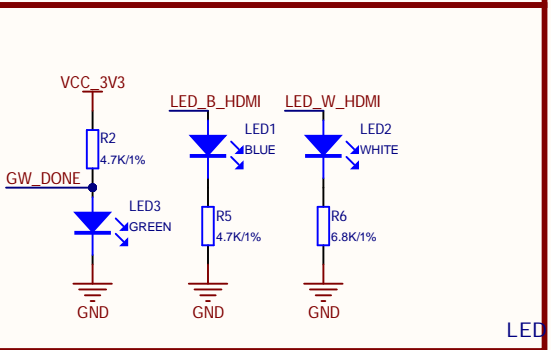 VCC_3V3
R2
4.7K/1%
GW_DONE
LED3
GREEN
GND
LED_B_HDMI
LED1
BLUE
R5
4.7K/1%
GND
LED_W_HDMI
LED2
WHITE
R6
6.8K/1%
GND
LED